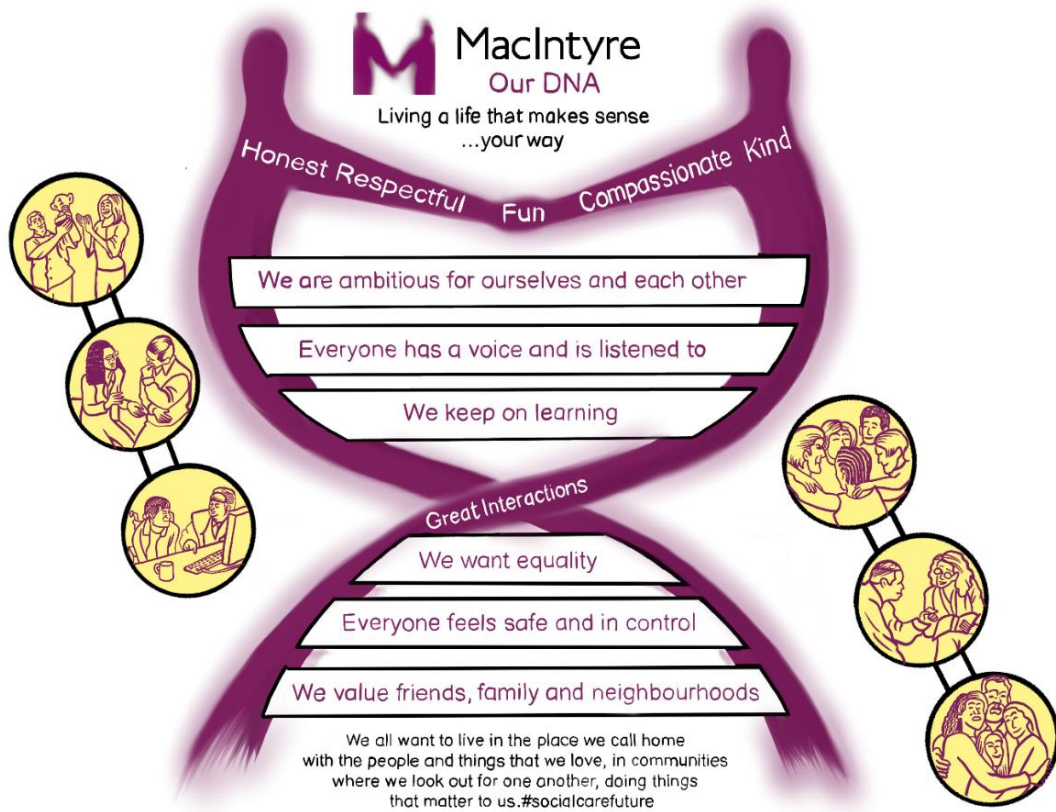 MacIntyre
Our DNA
Living a life that makes sense
...your way
Honest Respectful Fun Compassionate Kind
We are ambitious for ourselves and each other
Everyone has a voice and is listened to
We keep on learning
Great Interactions
We want equality
Everyone feels safe and in control
We value friends, family and neighbourhoods
We all want to live in the place we call home
with the people and things that we love, in communities
where we look out for one another, doing things
that matter to us.#socialcarefuture